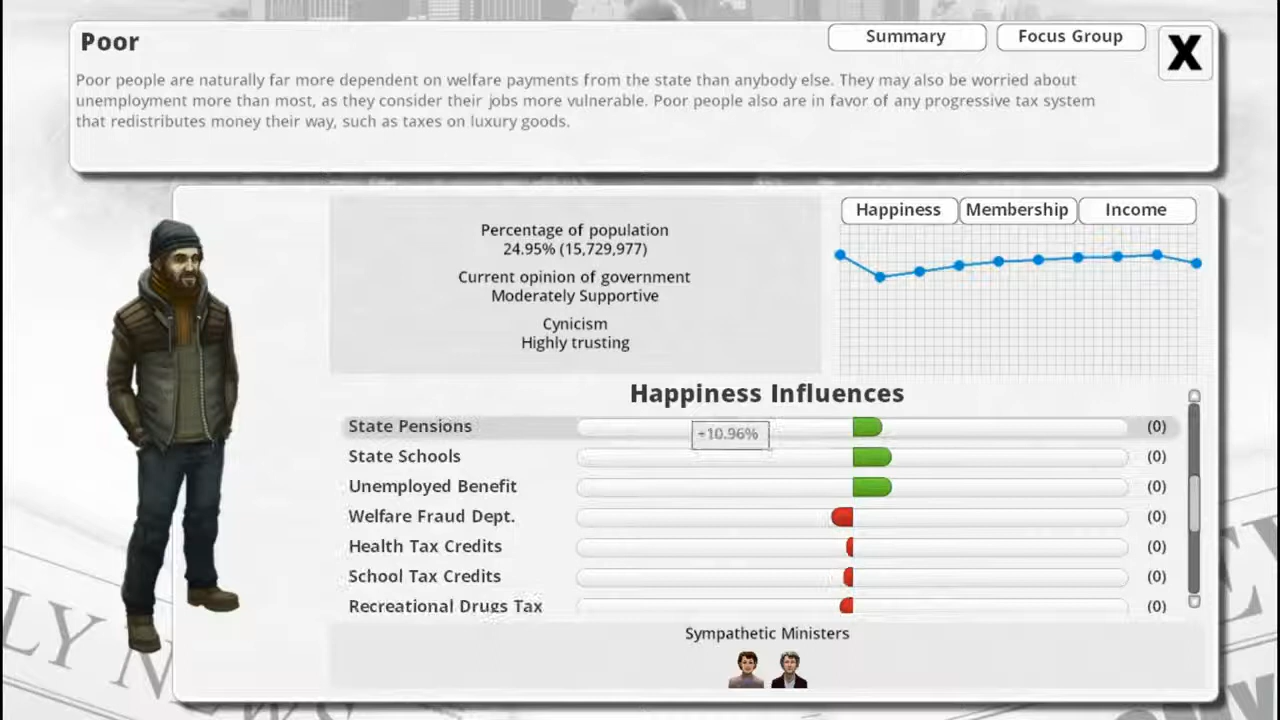 Poor
Summary
Focus Group
X
Poor people are naturally far more dependent on welfare payments from the state than anybody else. They may also be worried about
unemployment more than most, as they consider their jobs more vulnerable. Poor people also are in favor of any progressive tax system
that redistributes money their way, such as taxes on luxury goods.
Percentage of population
24.95% (15,729,977)
Current opinion of government
Moderately Supportive
Cynicism
Highly trusting
Happiness
Membership
Income
Happiness Influences
State Pensions (0)
+10.96%
State Schools (0)
Unemployed Benefit (0)
Welfare Fraud Dept. (0)
Health Tax Credits (0)
School Tax Credits (0)
Recreational Drugs Tax (0)
Sympathetic Ministers
LY N